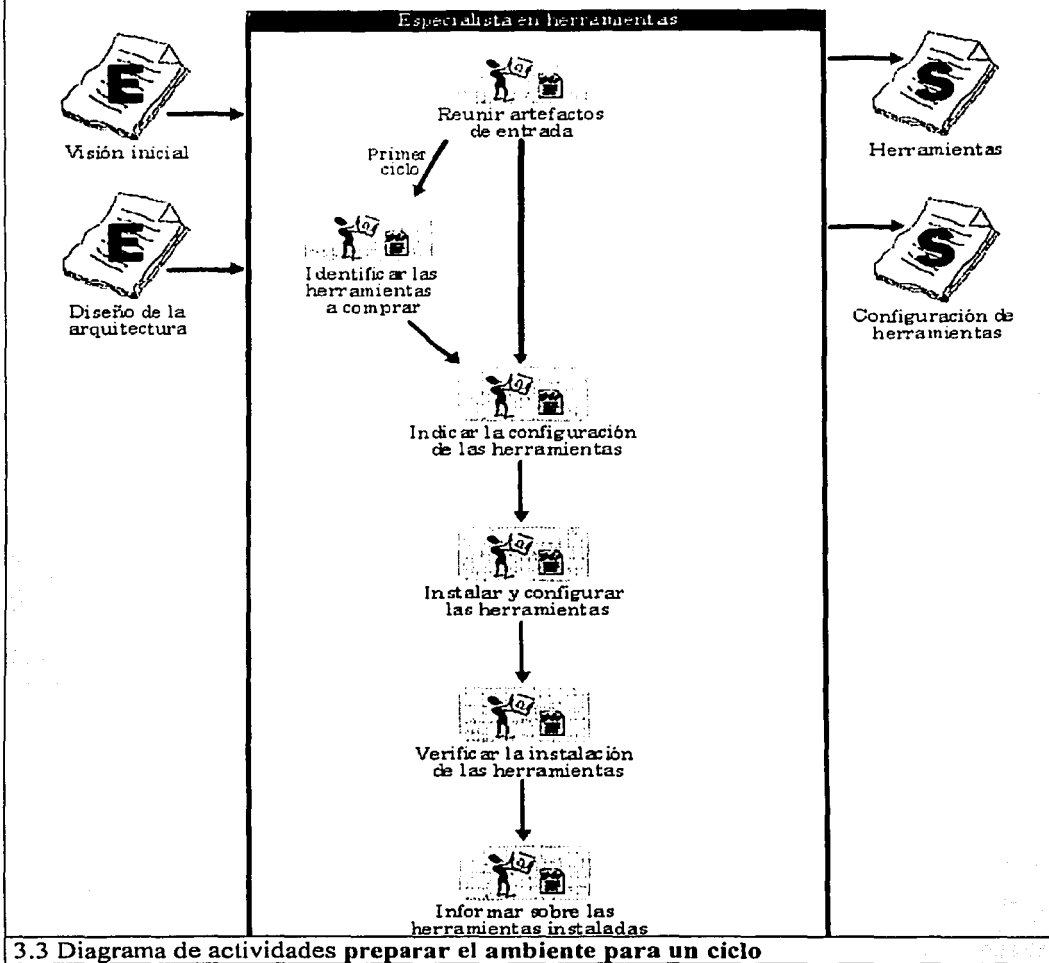 Especialista en herramientas
E
Visión inicial
E
Diseño de la
arquitectura
Reunir artefactos
de entrada
Primer
ciclo
Identificar las
herramientas
a comprar
Indicar la configuración
de las herramientas
Instalar y configurar
las herramientas
Verificar la instalación
de las herramientas
Informar sobre las
herramientas instaladas
S
Herramientas
S
Configuración de
herramientas
3.3 Diagrama de actividades preparar el ambiente para un ciclo